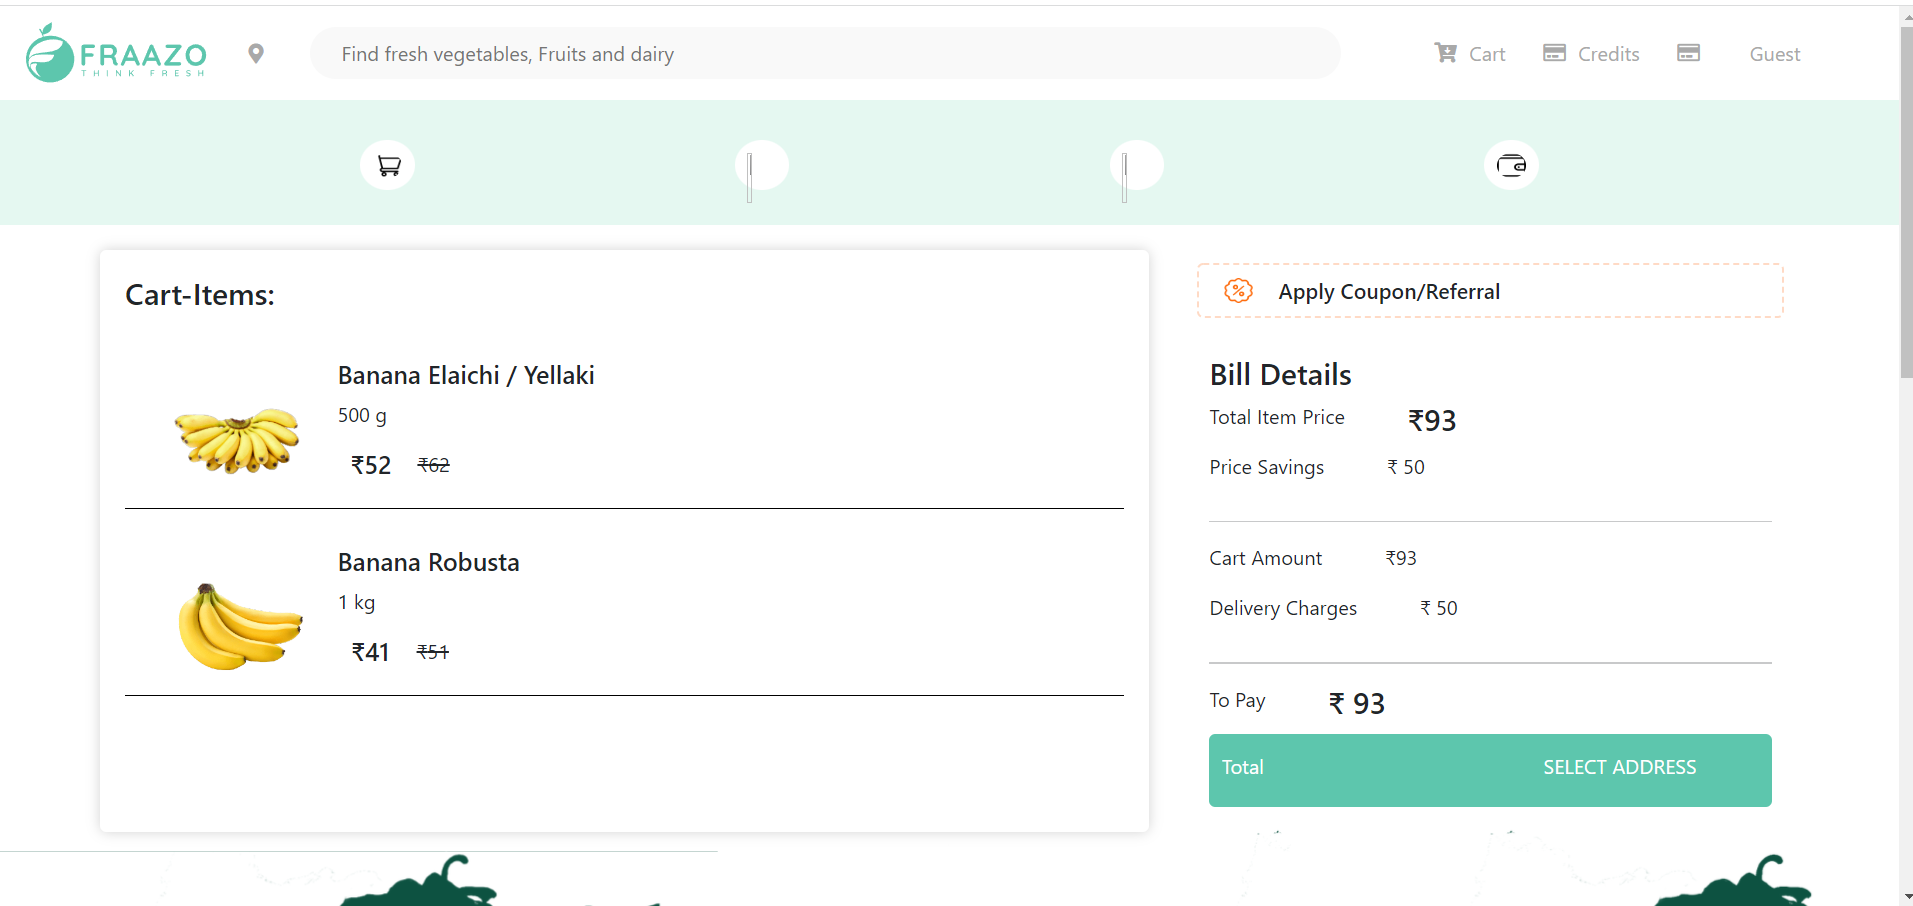 FRAAZO
THINK FRESH
Find fresh vegetables, Fruits and dairy
Cart
Credits
Guest
Cart-Items:
Banana Elaichi / Yellaki
500 g
₹52 ₹62
Banana Robusta
1 kg
₹41 ₹51
Apply Coupon/Referral
Bill Details
Total Item Price ₹93
Price Savings ₹ 50
Cart Amount ₹93
Delivery Charges ₹ 50
To Pay ₹ 93
Total SELECT ADDRESS